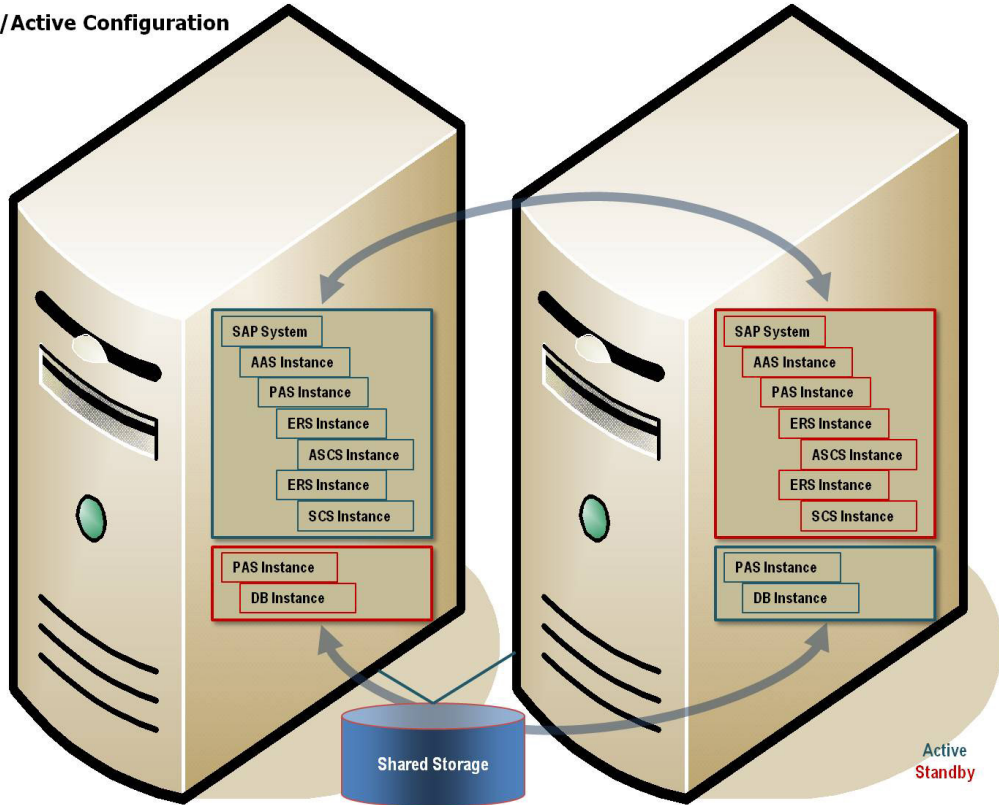 /Active Configuration
SAP System
AAS Instance
PAS Instance
ERS Instance
ASCS Instance
ERS Instance
SCS Instance
PAS Instance
DB Instance
SAP System
AAS Instance
PAS Instance
ERS Instance
ASCS Instance
ERS Instance
SCS Instance
PAS Instance
DB Instance
Shared Storage
Active
Standby